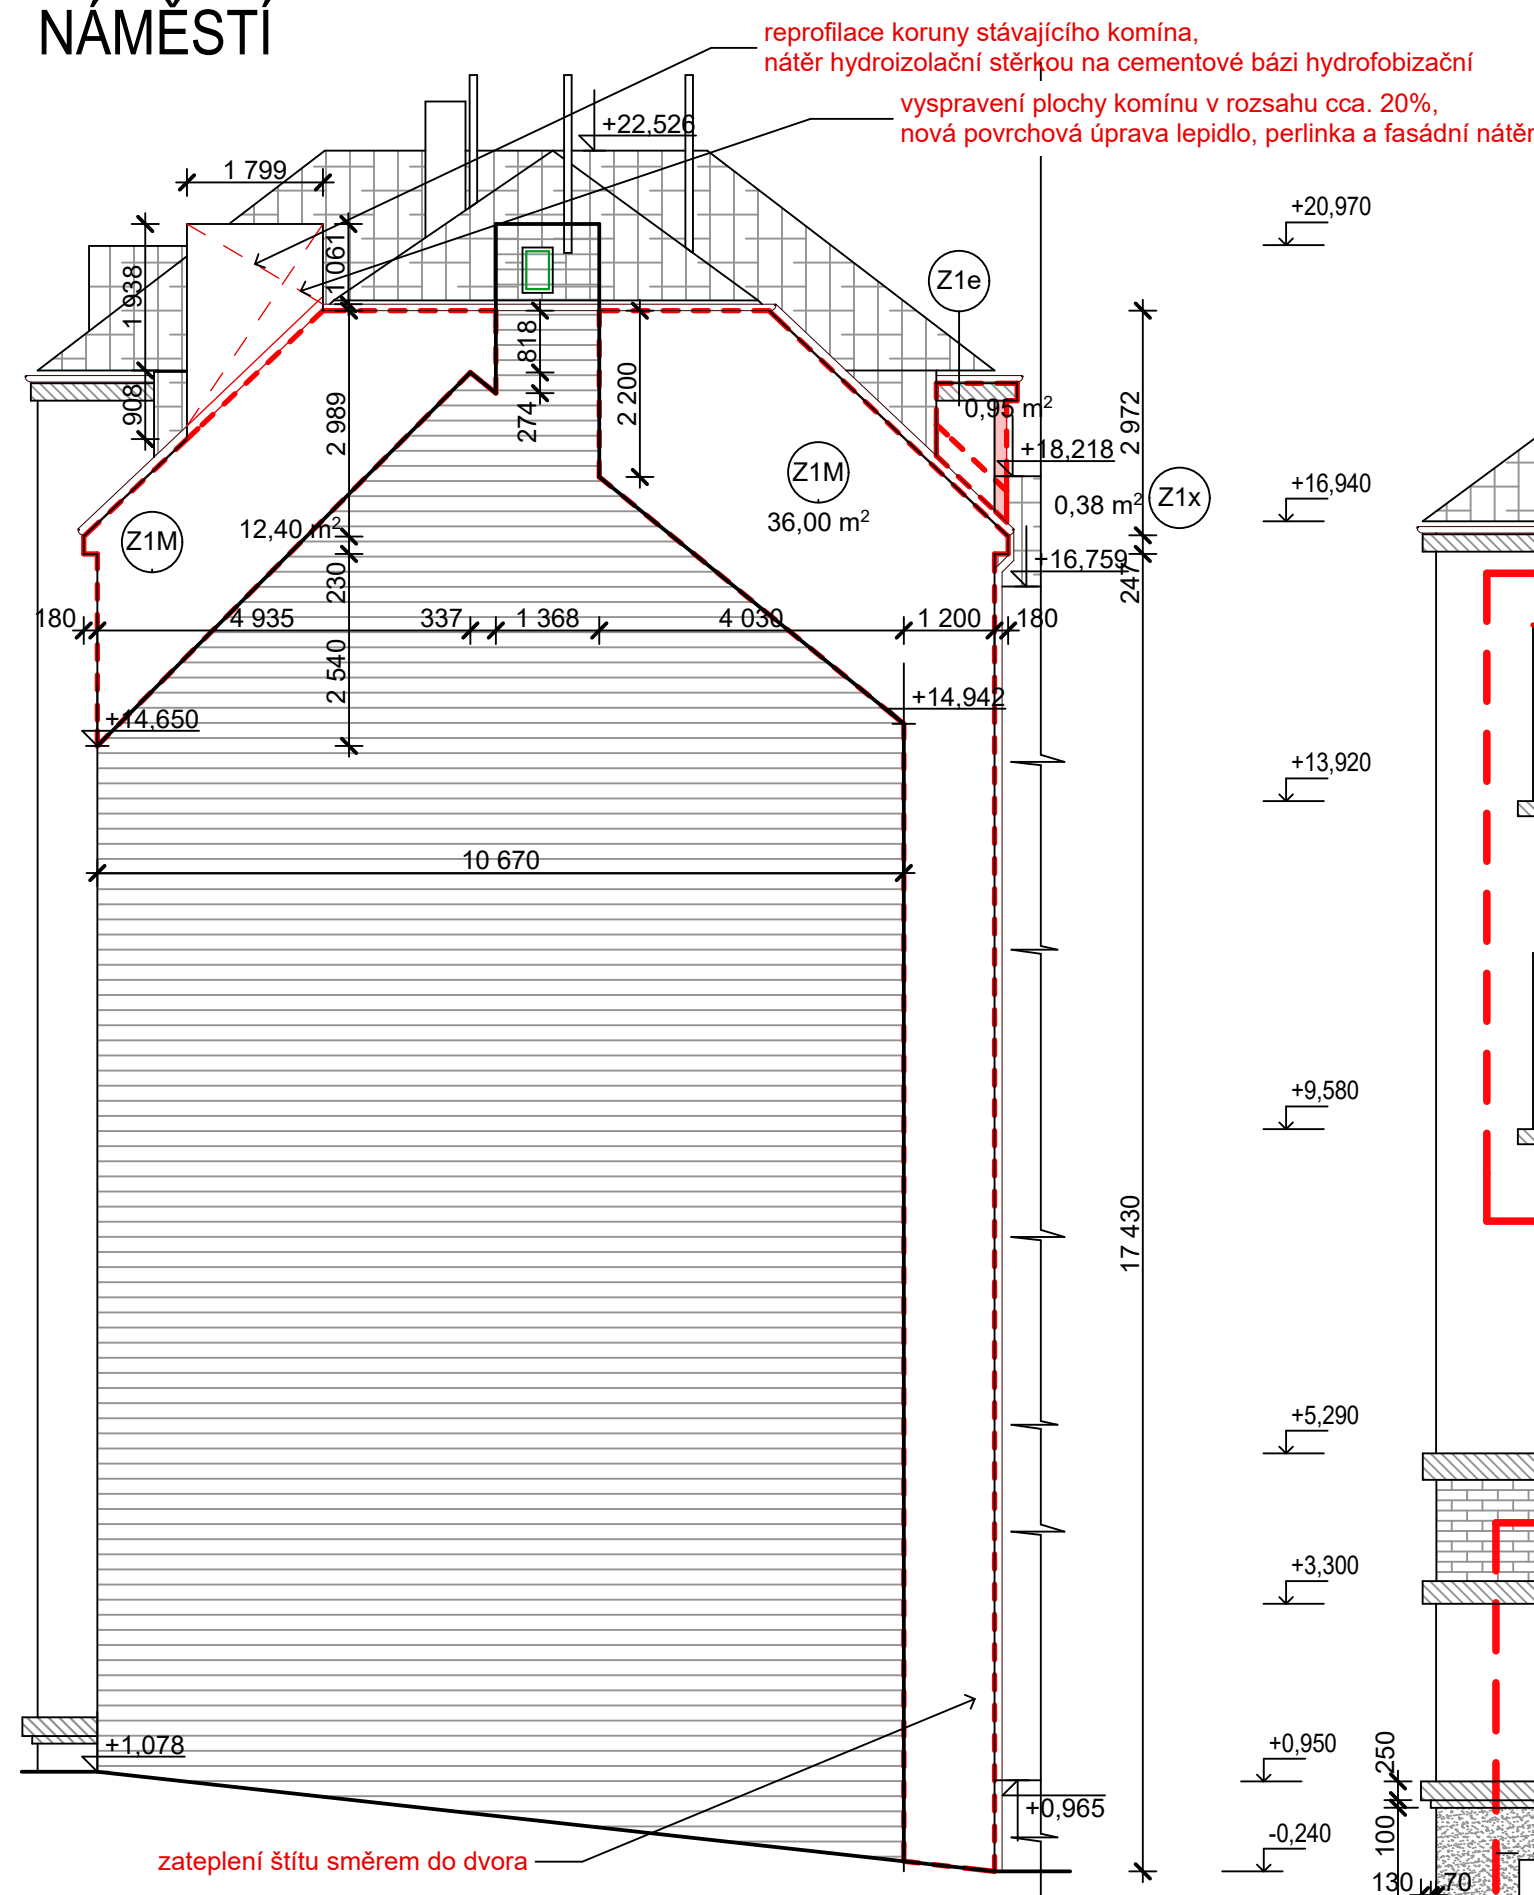 NÁMĚSTÍ
reprofilace koruny stávajícího komína,
nátěr hydroizolační stěrkou na cementové bázi hydrofobizační
vyspravení plochy komínu v rozsahu cca. 20%,
nová povrchová úprava lepidlo, perlinka a fasádní nátěr
+22,526
1 799
+20,970
1 061
1 938
Z1e
818
908
2 200
2 989
274
0,95 m²
2 972
+18,218
Z1M
36,00 m²
+16,940
0,38 m²
Z1x
12,40 m²
Z1M
+16,759
247
230
180
4 935
337
1 368
4 030
1 200
180
2 540
+14,650
+14,942
+13,920
10 670
+9,580
17 430
+5,290
+3,300
+1,078
+0,950
250
+0,965
-0,240
100
zateplení štítu směrem do dvora
130
70